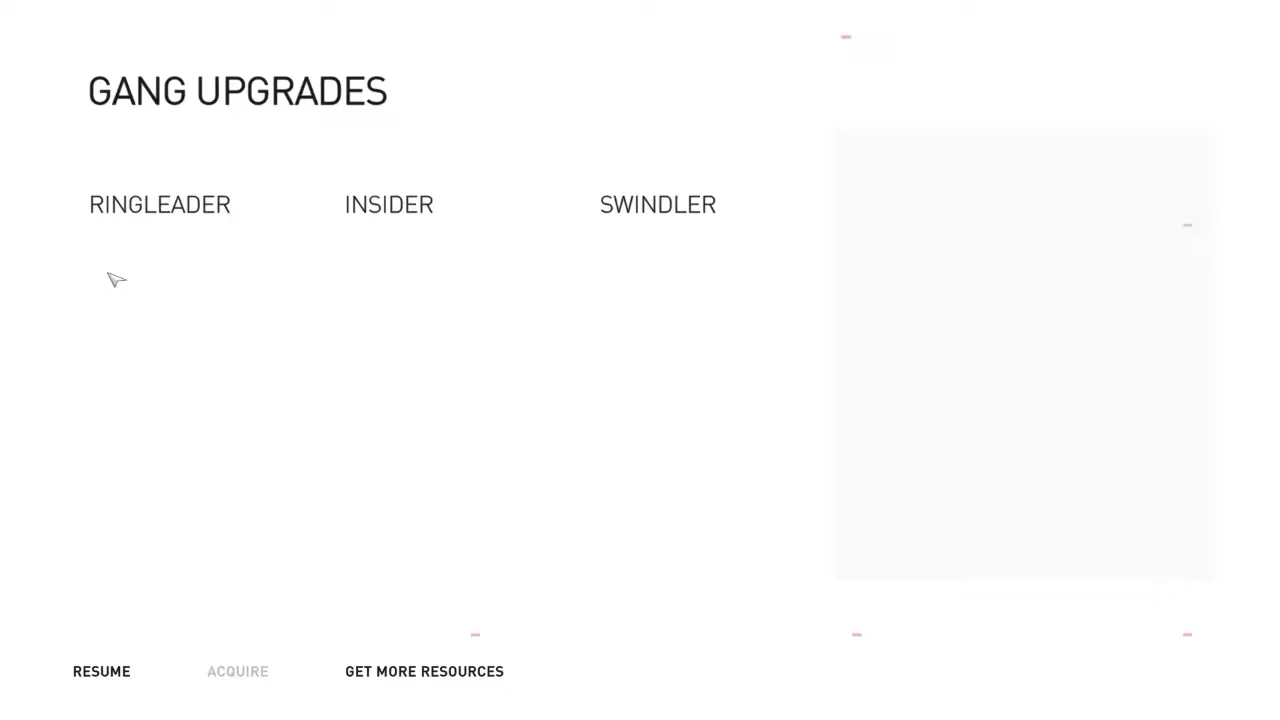 GANG UPGRADES
RINGLEADER
INSIDER
SWINDLER
RESUME
ACQUIRE
GET MORE RESOURCES